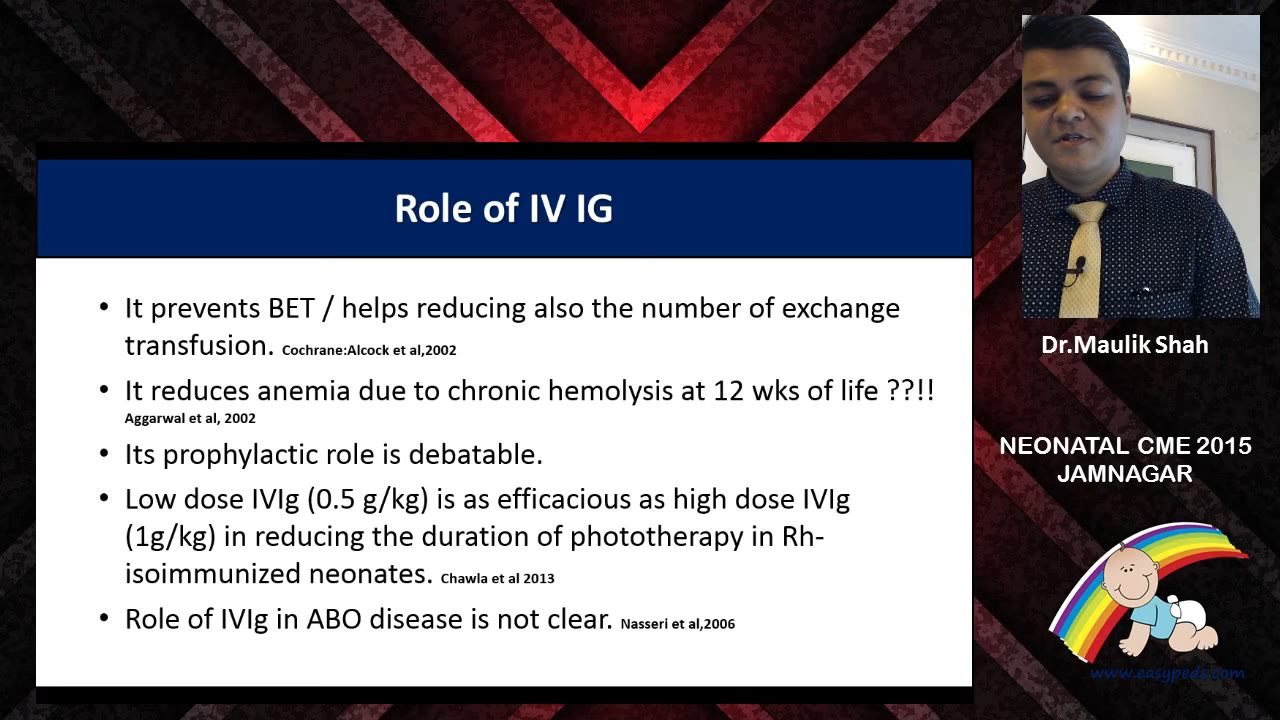 Role of IV IG
• It prevents BET / helps reducing also the number of exchange
transfusion. Cochrane:Alcock et al,2002
• It reduces anemia due to chronic hemolysis at 12 wks of life ??!!
Aggarwal et al, 2002
• Its prophylactic role is debatable.
• Low dose IVIg (0.5 g/kg) is as efficacious as high dose IVIg
(1g/kg) in reducing the duration of phototherapy in Rh-
isoimmunized neonates. Chawla et al 2013
• Role of IVIg in ABO disease is not clear. Nasseri et al,2006
Dr.Maulik Shah
NEONATAL CME 2015
JAMNAGAR
www.easypeds.com